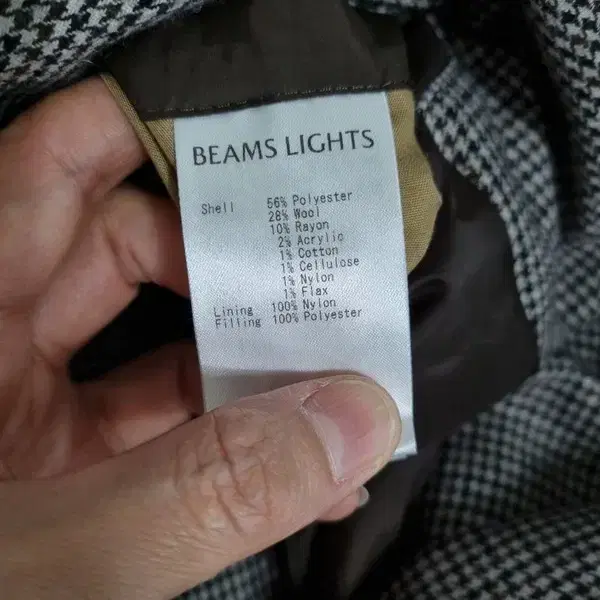 BEAMS LIGHTS
Shell 56% Polyester
28% Wool
10% Rayon
2% Acrylic
1% Cotton
1% Cellulose
1% Nylon
1% Flax
Lining 100% Nylon
Filling 100% Polyester